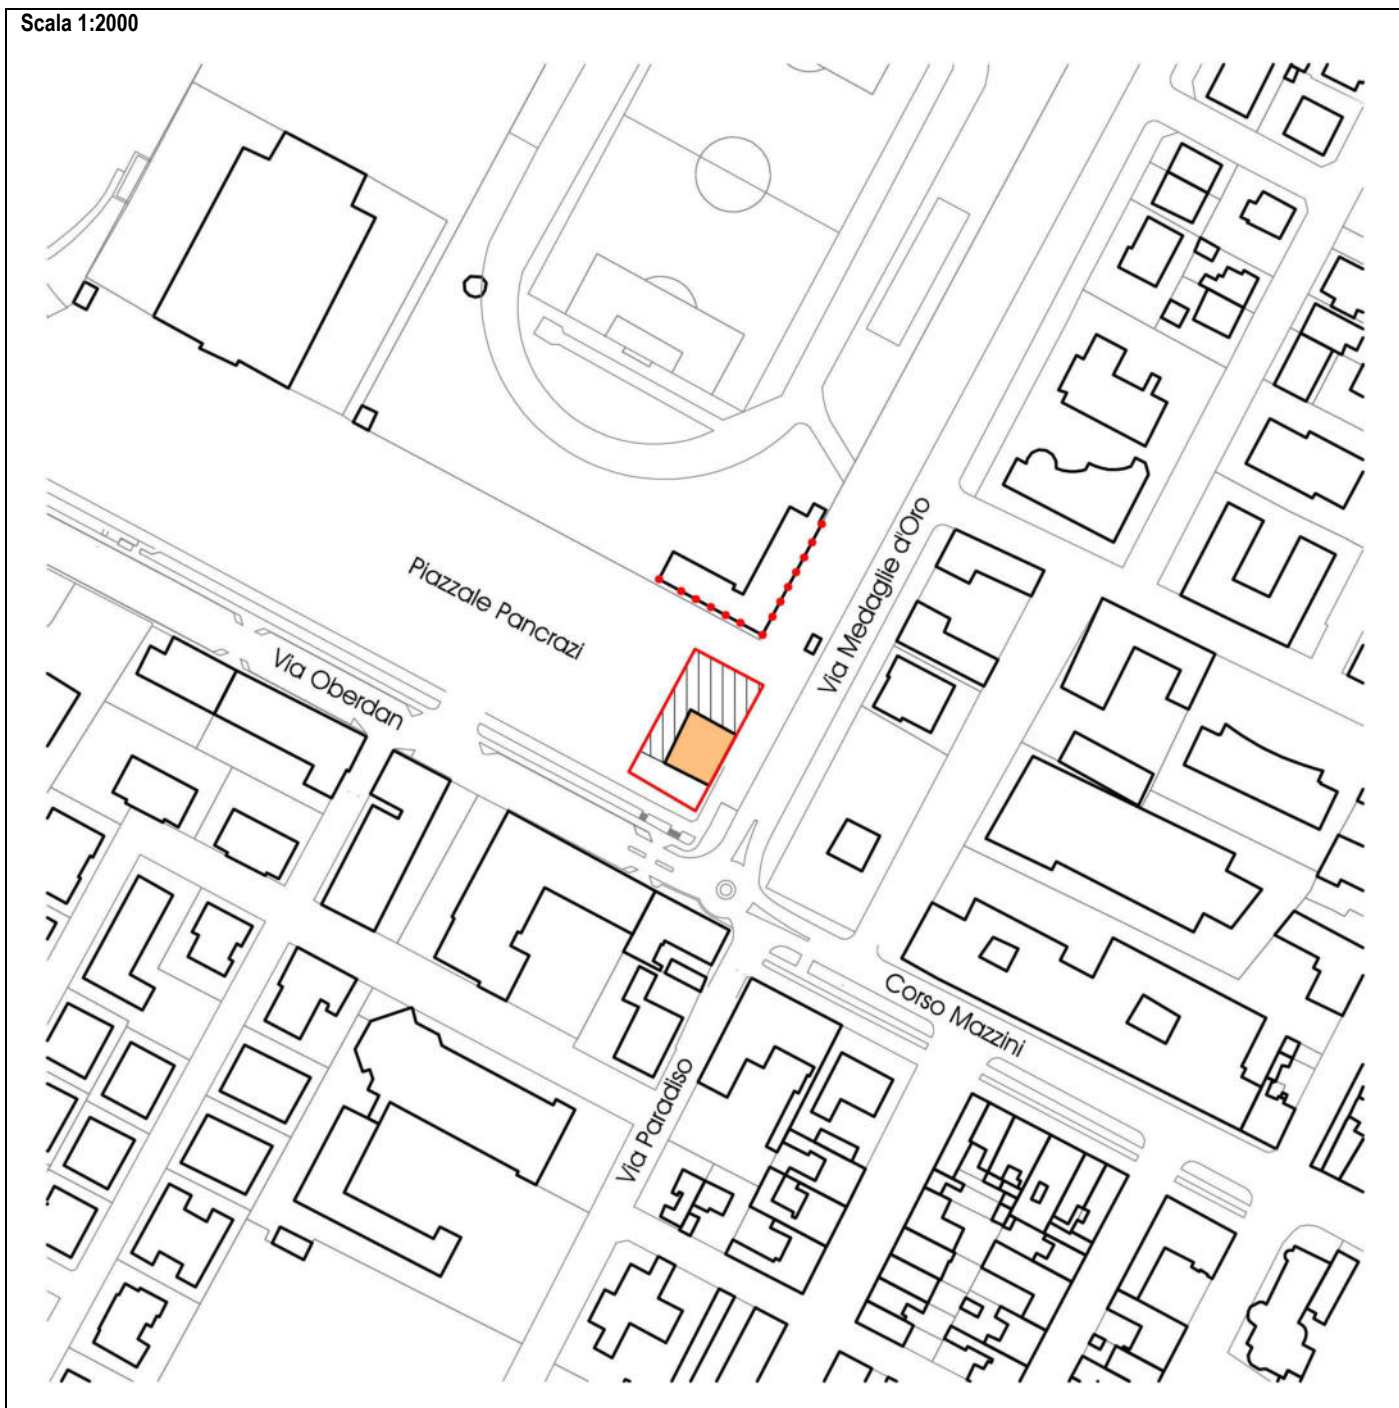 Scala 1:2000
Via Medaglie d'Oro
Piazzale Pancrazi
Via Oberdan
Corso Mazzini
Via Paradiso